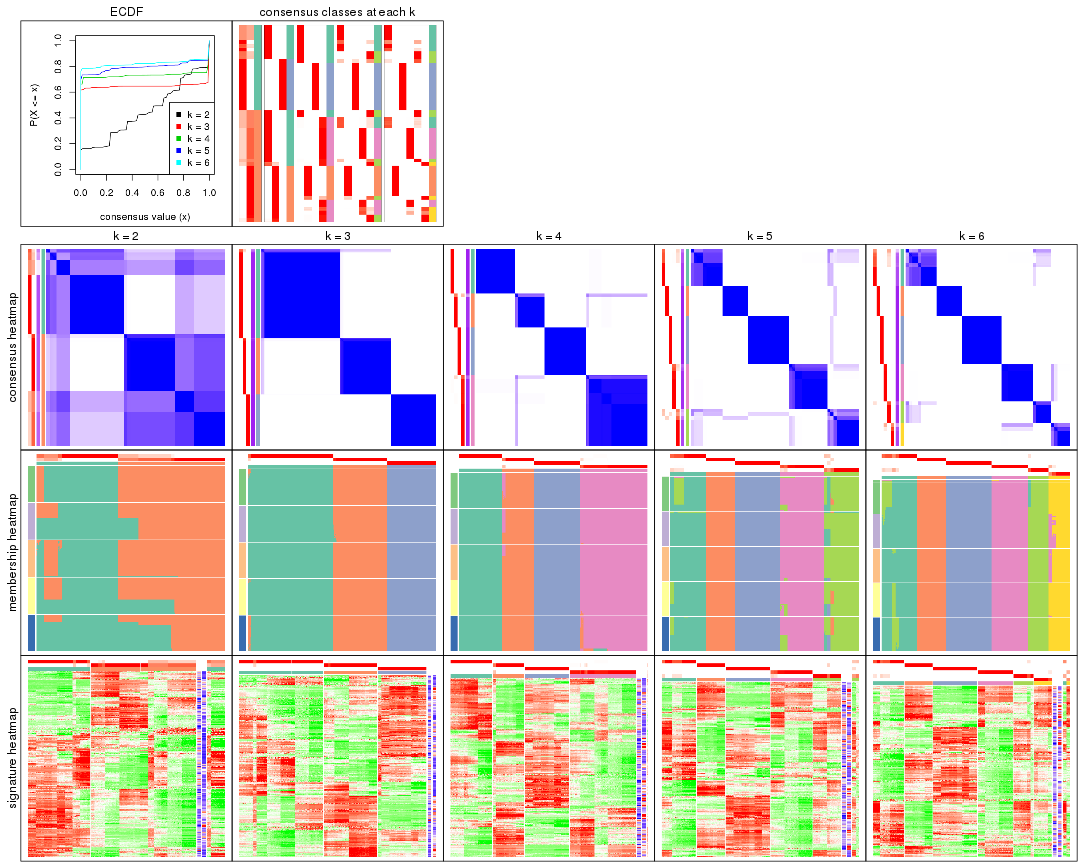 ECDF
consensus classes at each k
P(X <= x)
0.0
0.2
0.4
0.6
0.8
1.0
k = 2
k = 3
k = 4
k = 5
k = 6
0.0 0.2 0.4 0.6 0.8 1.0
consensus value (x)
k = 2
k = 3
k = 4
k = 5
k = 6
consensus heatmap
membership heatmap
signature heatmap